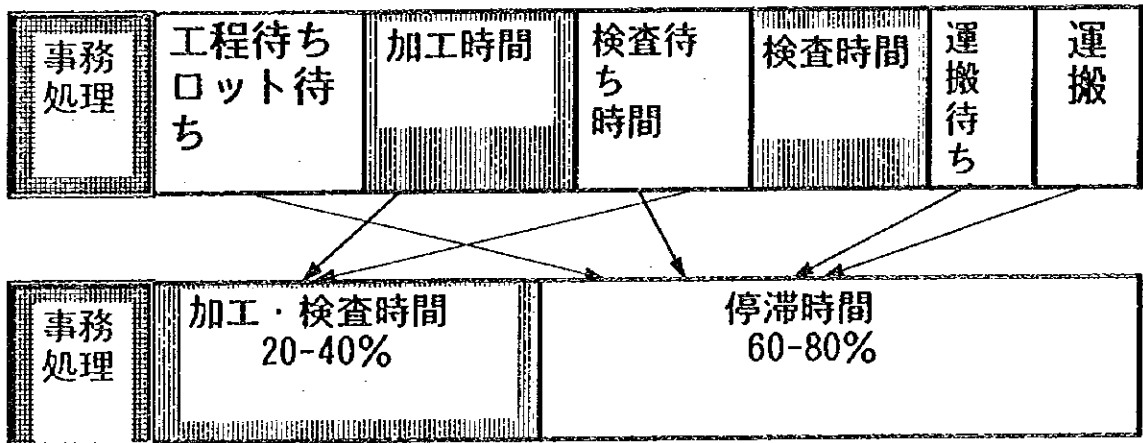 事務
処理
工程待ち
ロット待
ち
加工時間
検査待
ち
時間
検査時間
運搬待ち
運搬
事務
処理
加工・検査時間
20-40%
停滞時間
60-80%